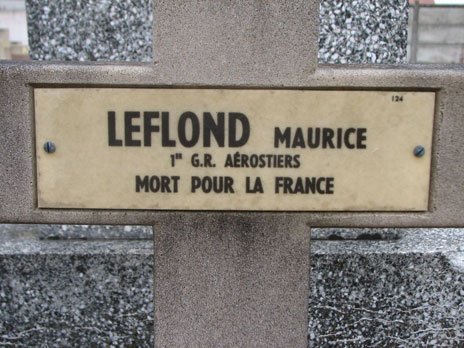 124
LEFLOND MAURICE
1ER G.R. AÉROSTIERS
MORT POUR LA FRANCE